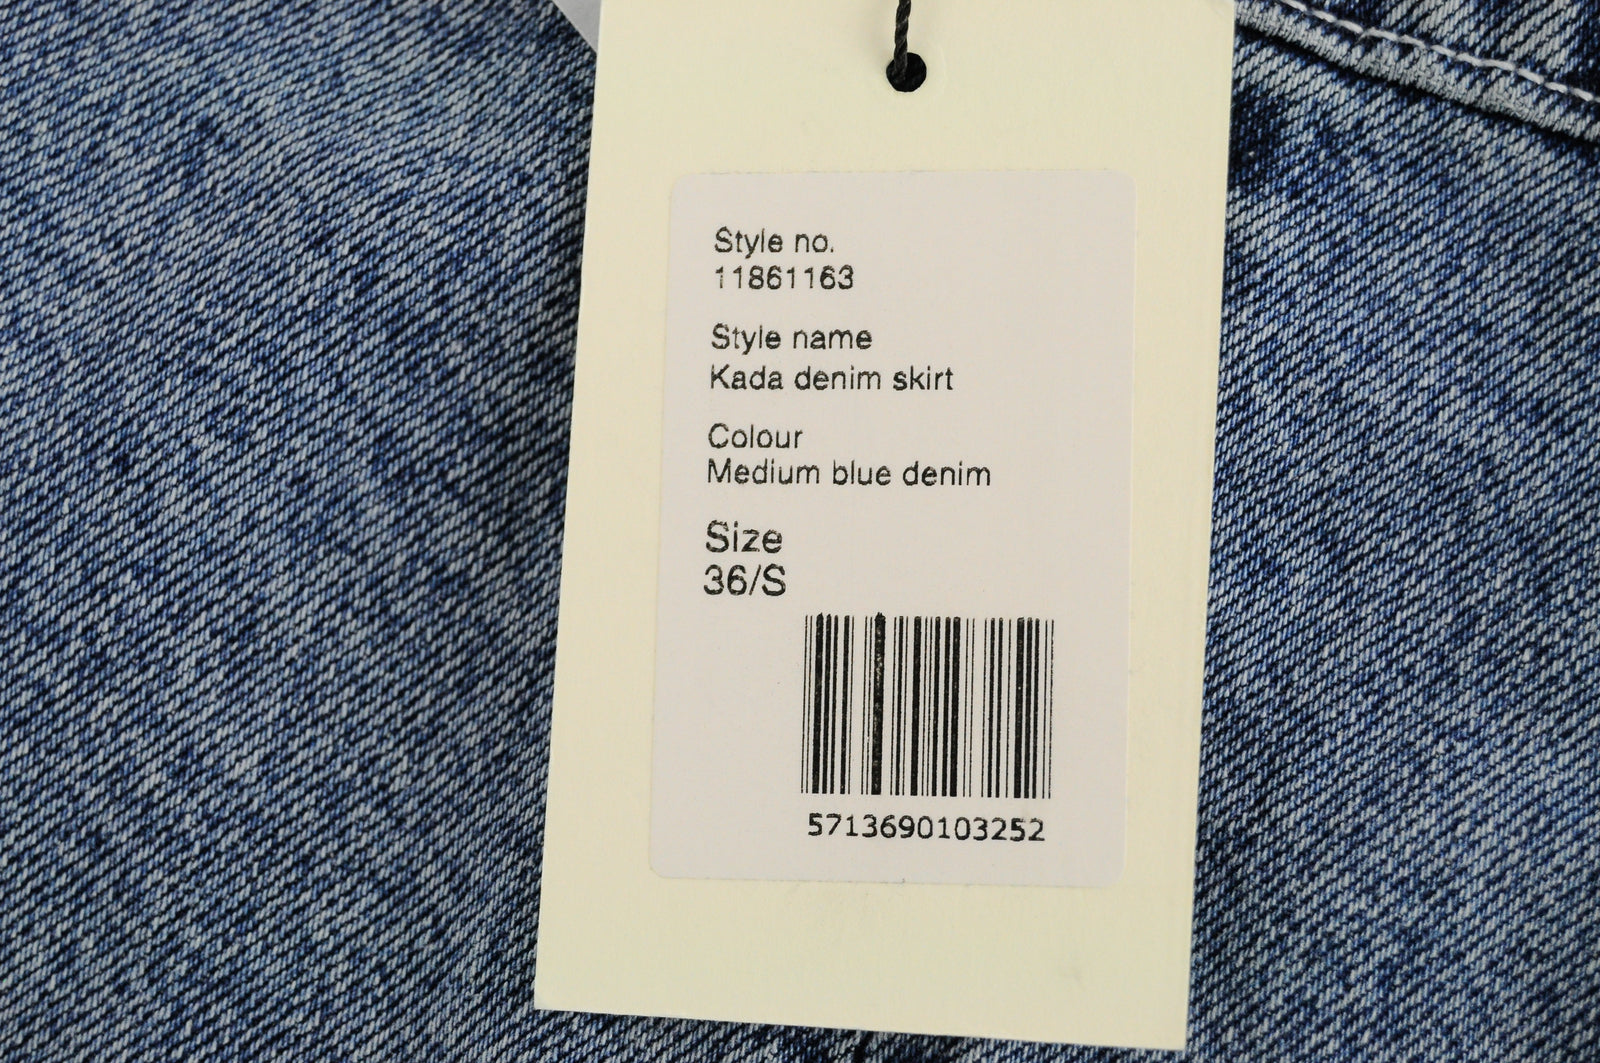 Style no.
11861163
Style name
Kada denim skirt
Colour
Medium blue denim
Size
36/S
5713690103252